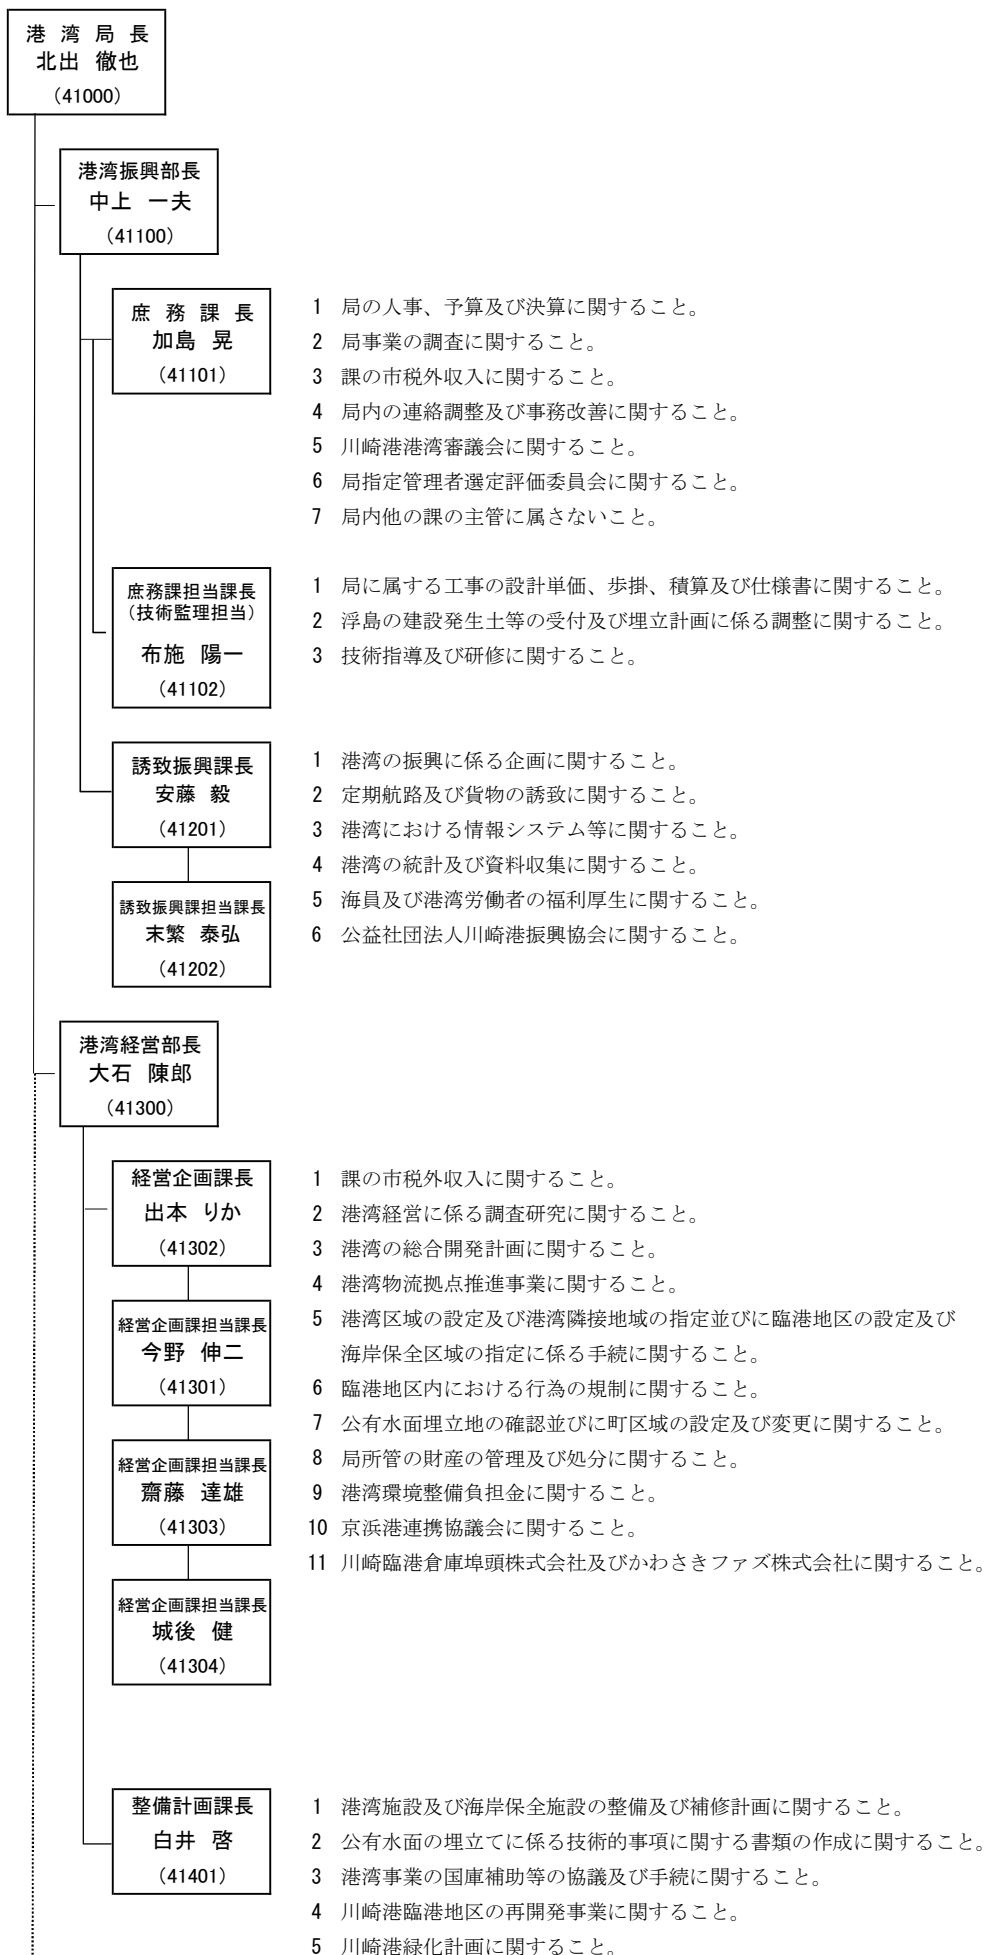 港 湾 局 長
北出 徹也
(41000)
港湾振興部長
中上 一夫
(41100)
庶 務 課 長
加島 晃
(41101)
1 局の人事、予算及び決算に関すること。
2 局事業の調査に関すること。
3 課の市税外収入に関すること。
4 局内の連絡調整及び事務改善に関すること。
5 川崎港港湾審議会に関すること。
6 局指定管理者選定評価委員会に関すること。
7 局内他の課の主管に属さないこと。
庶務課担当課長
(技術監理担当)
布施 陽一
(41102)
1 局に属する工事の設計単価、歩掛、積算及び仕様書に関すること。
2 浮島の建設発生土等の受付及び埋立計画に係る調整に関すること。
3 技術指導及び研修に関すること。
誘致振興課長
安藤 毅
(41201)
誘致振興課担当課長
末繁 泰弘
(41202)
1 港湾の振興に係る企画に関すること。
2 定期航路及び貨物の誘致に関すること。
3 港湾における情報システム等に関すること。
4 港湾の統計及び資料収集に関すること。
5 海員及び港湾労働者の福利厚生に関すること。
6 公益社団法人川崎港振興協会に関すること。
港湾経営部長
大石 陳郎
(41300)
経営企画課長
出本 りか
(41302)
経営企画課担当課長
今野 伸二
(41301)
経営企画課担当課長
齋藤 達雄
(41303)
経営企画課担当課長
城後 健
(41304)
1 課の市税外収入に関すること。
2 港湾経営に係る調査研究に関すること。
3 港湾の総合開発計画に関すること。
4 港湾物流拠点推進事業に関すること。
5 港湾区域の設定及び港湾隣接地域の指定並びに臨港地区の設定及び
海岸保全区域の指定に係る手続に関すること。
6 臨港地区内における行為の規制に関すること。
7 公有水面埋立地の確認並びに町区域の設定及び変更に関すること。
8 局所管の財産の管理及び処分に関すること。
9 港湾環境整備負担金に関すること。
10 京浜港連携協議会に関すること。
11 川崎臨港倉庫埠頭株式会社及びかわさきファズ株式会社に関すること。
整備計画課長
白井 啓
(41401)
1 港湾施設及び海岸保全施設の整備及び補修計画に関すること。
2 公有水面の埋立てに係る技術的事項に関する書類の作成に関すること。
3 港湾事業の国庫補助等の協議及び手続に関すること。
4 川崎港臨港地区の再開発事業に関すること。
5 川崎港緑化計画に関すること。